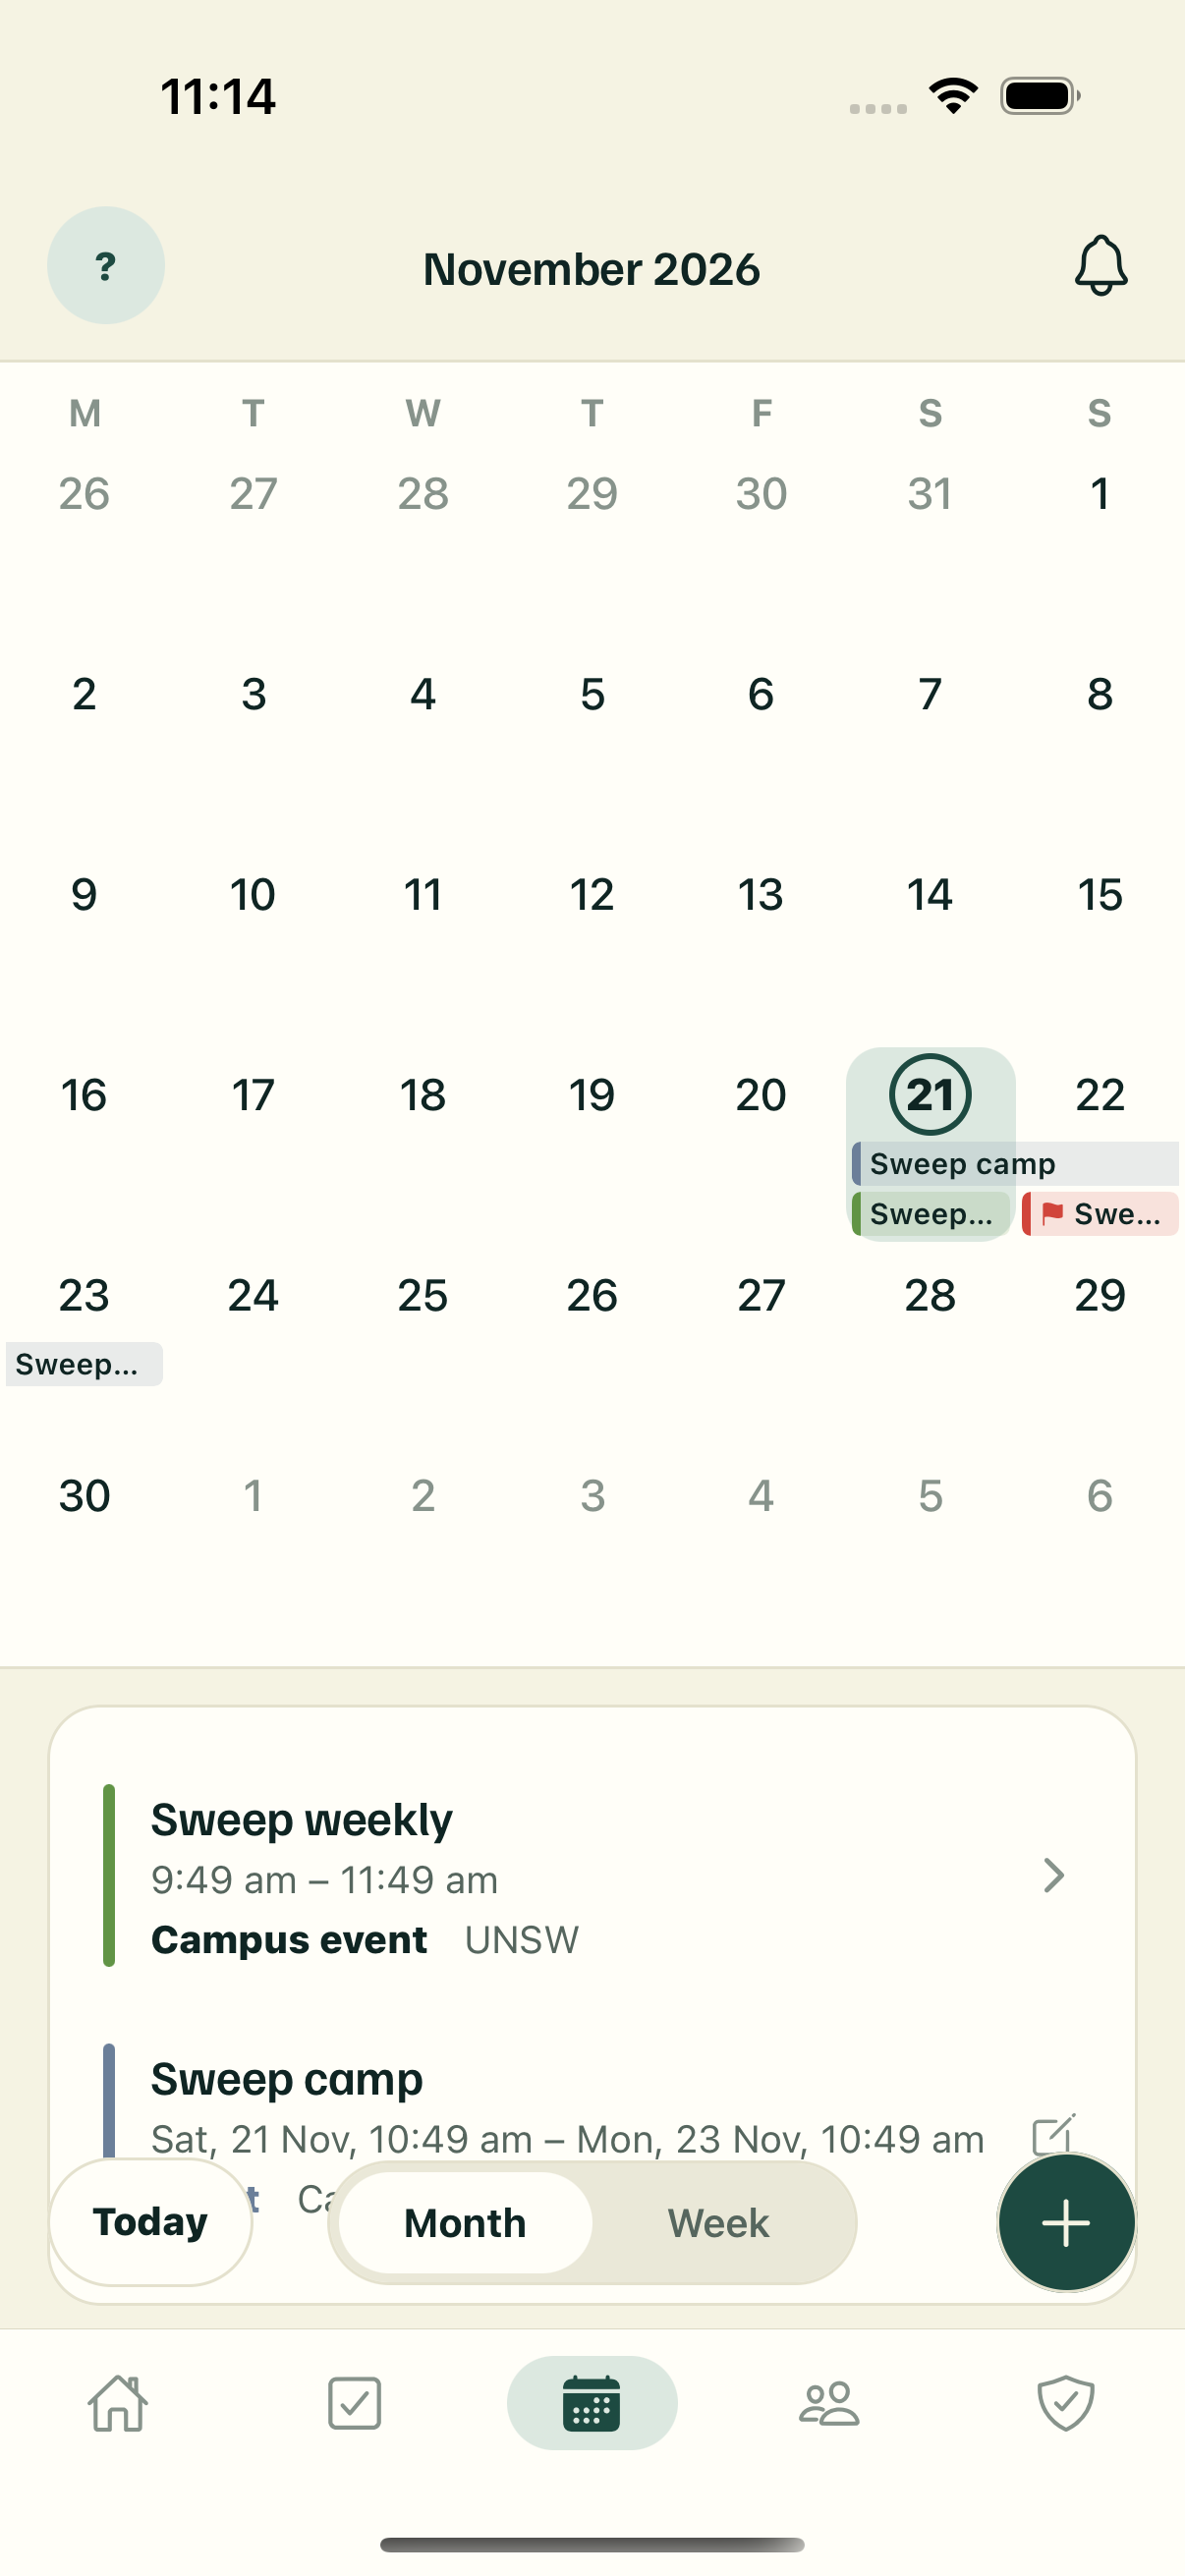 11:14
?
November 2026
M T W T F S S
26 27 28 29 30 31 1
2 3 4 5 6 7 8
9 10 11 12 13 14 15
16 17 18 19 20 21 22
Sweep camp
Sweep... Swe...
23 24 25 26 27 28 29
Sweep...
30 1 2 3 4 5 6
Sweep weekly
9:49 am – 11:49 am
Campus event UNSW
Sweep camp
Sat, 21 Nov, 10:49 am – Mon, 23 Nov, 10:49 am
Today Month Week